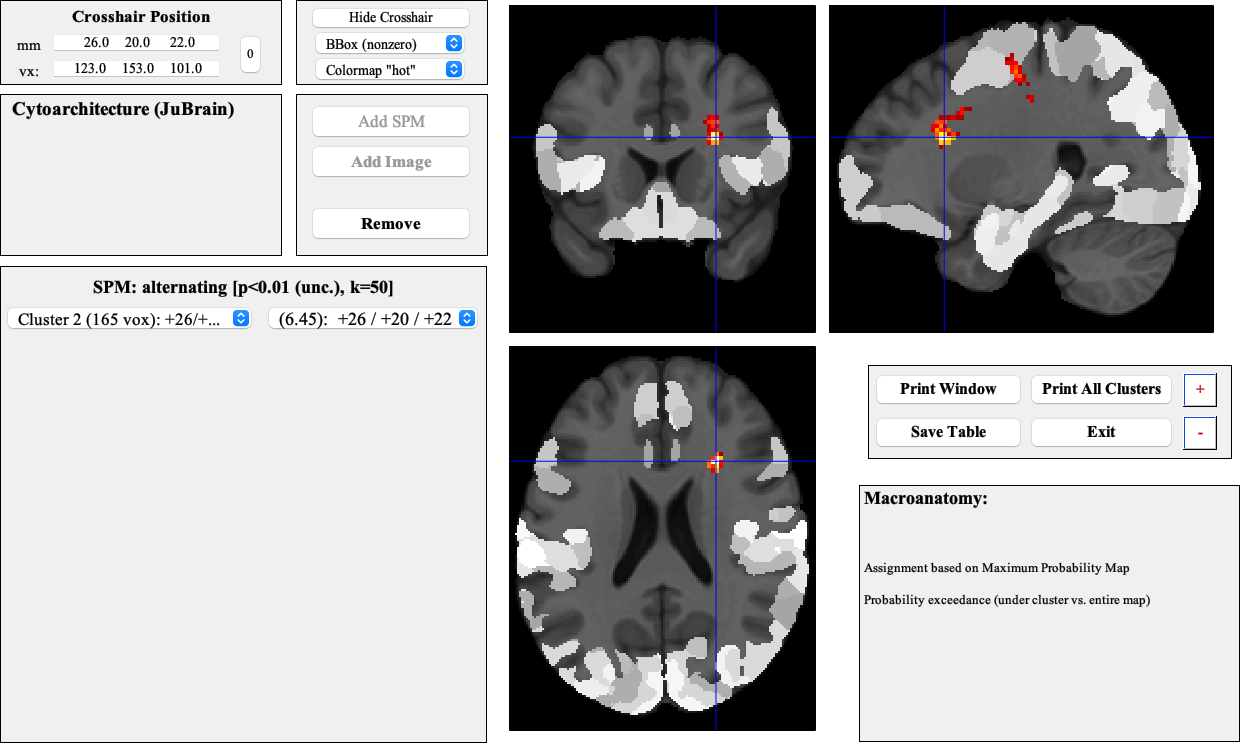 Crosshair Position
mm 26.0 20.0 22.0
vx: 123.0 153.0 101.0
0
Hide Crosshair
BBox (nonzero)
Colormap "hot"
Cytoarchitecture (JuBrain)
Add SPM
Add Image
Remove
SPM: alternating [p<0.01 (unc.), k=50]
Cluster 2 (165 vox): +26/+...
(6.45): +26 / +20 / +22
Print Window
Print All Clusters
+
Save Table
Exit
-
Macroanatomy:
Assignment based on Maximum Probability Map
Probability exceedance (under cluster vs. entire map)